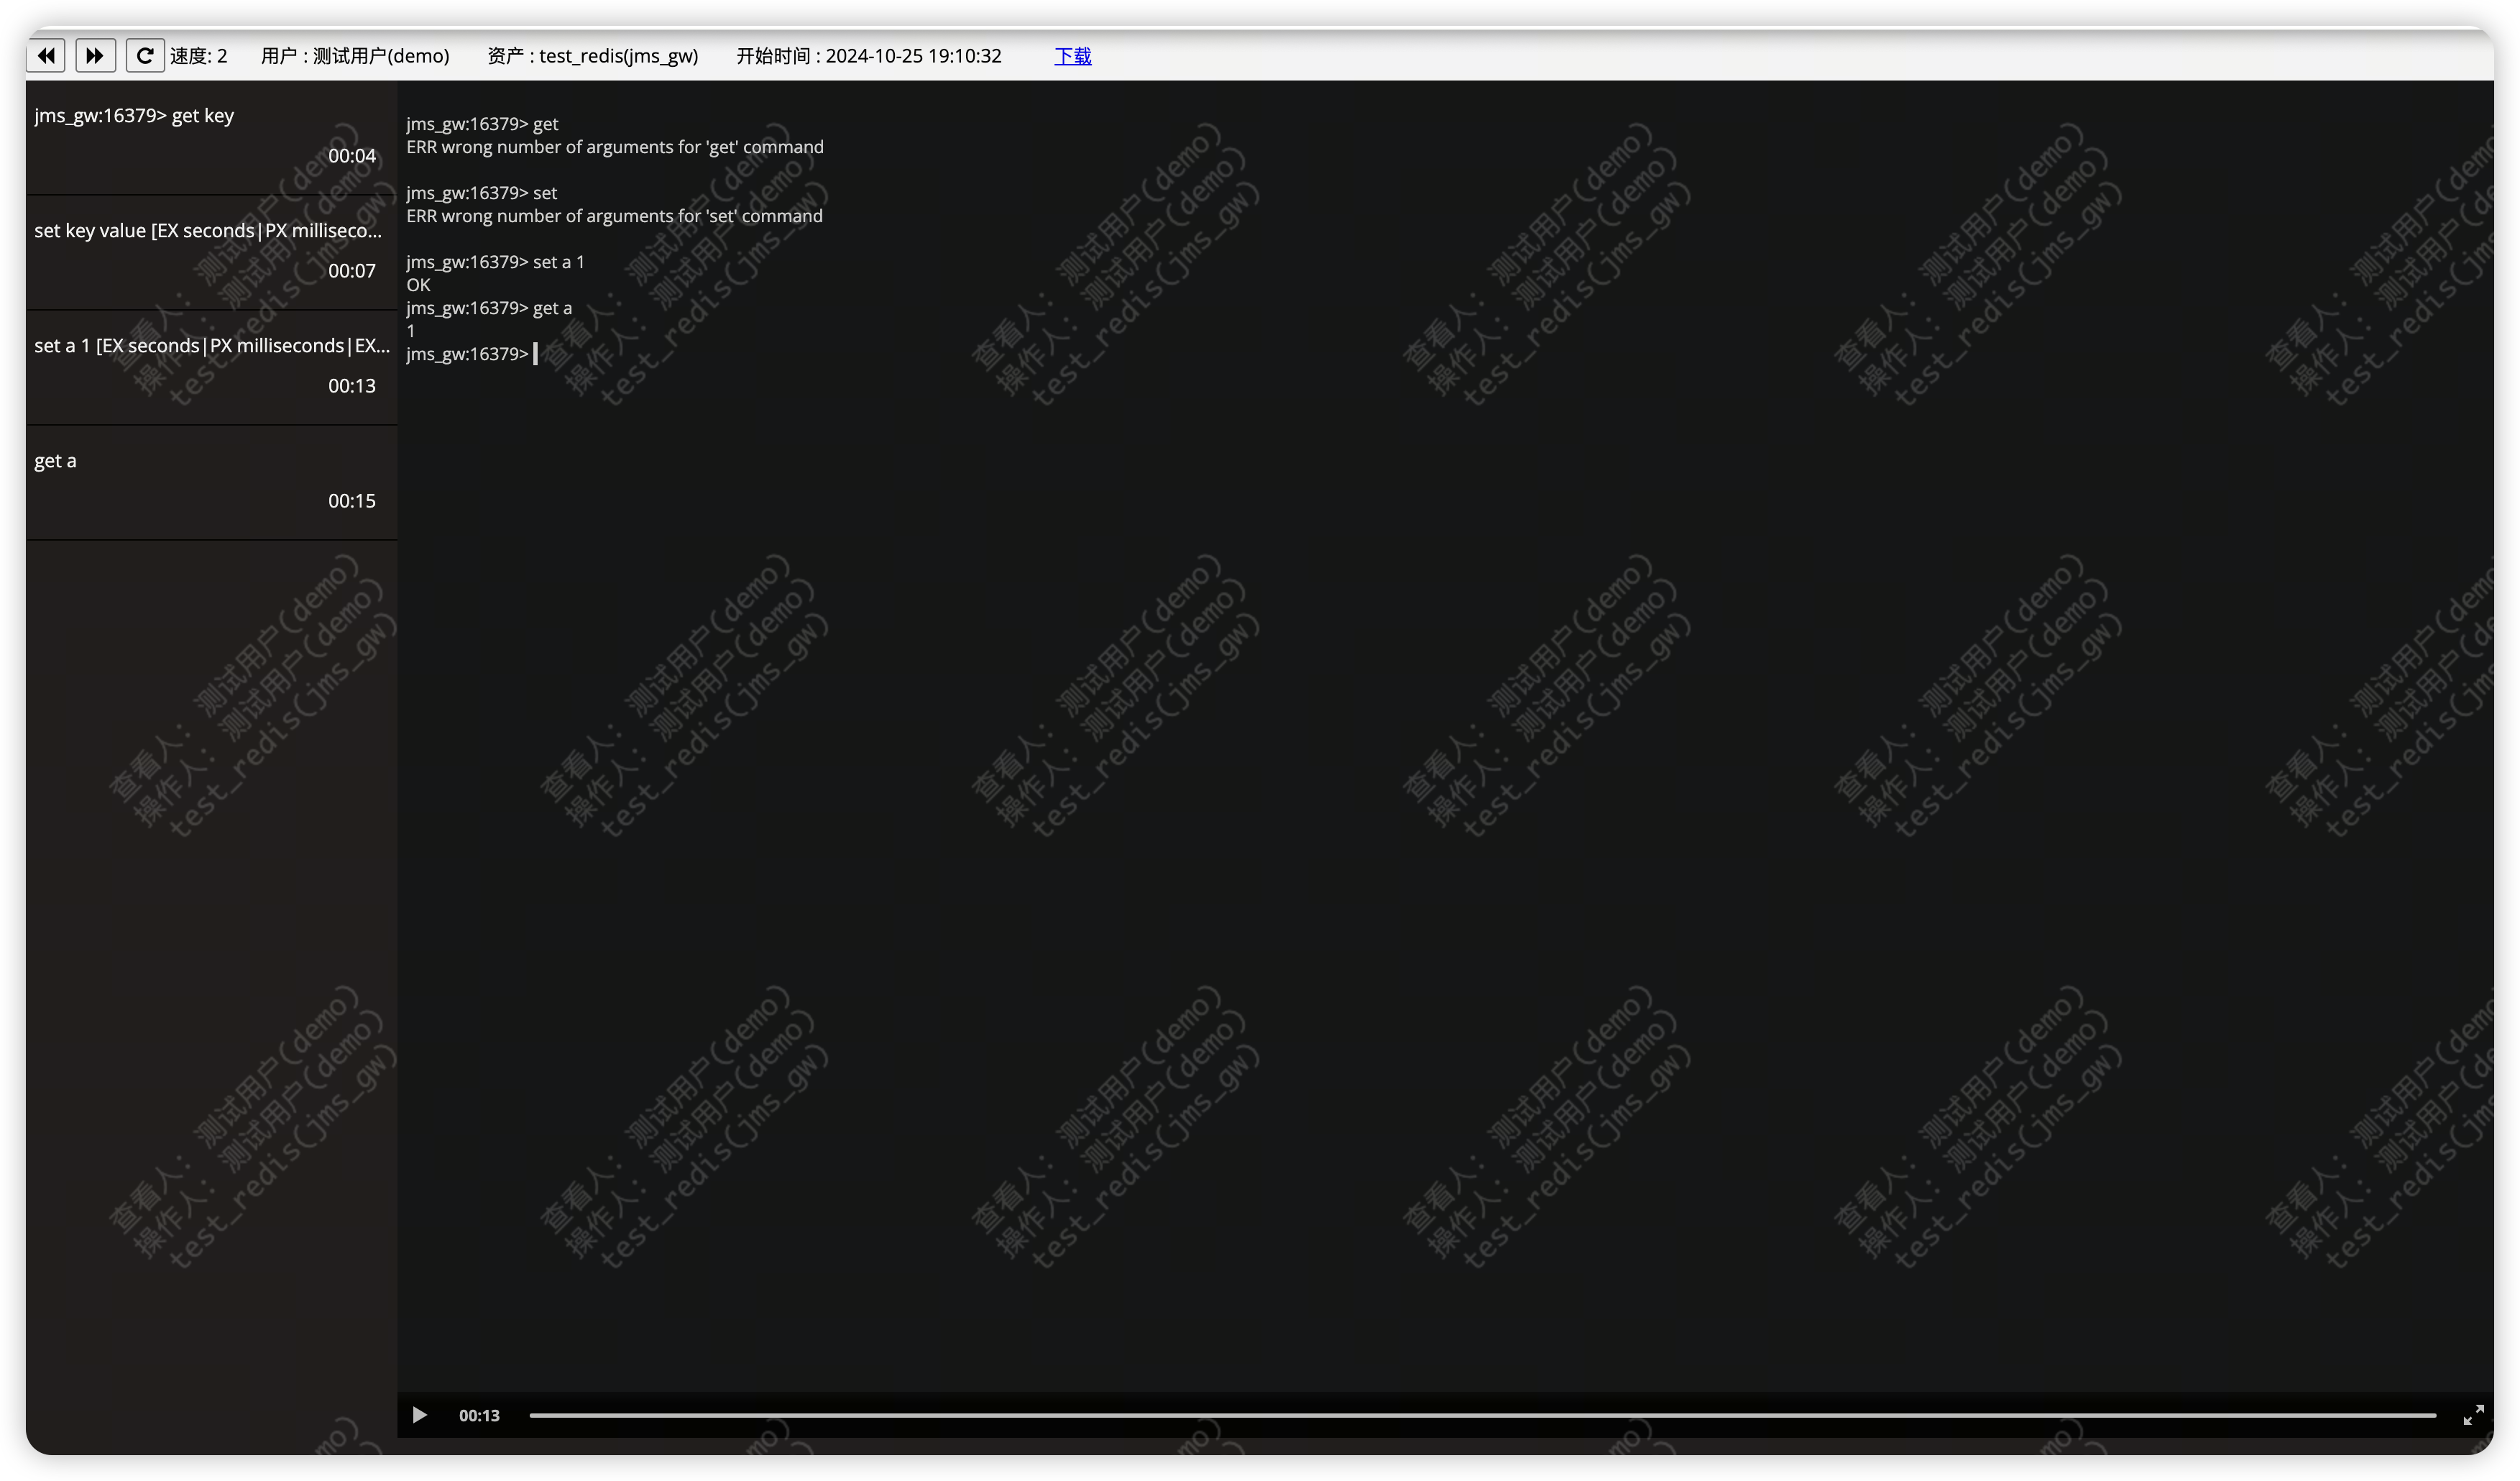 速度: 2 用户 : 测试用户(demo) 资产 : test_redis(jms_gw) 开始时间 : 2024-10-25 19:10:32 下载
jms_gw:16379> get key
00:04
set key value [EX seconds|PX milliseco...
00:07
set a 1 [EX seconds|PX milliseconds|EX...
00:13
get a
00:15
jms_gw:16379> get
ERR wrong number of arguments for 'get' command
jms_gw:16379> set
ERR wrong number of arguments for 'set' command
jms_gw:16379> set a 1
OK
jms_gw:16379> get a
1
jms_gw:16379>
00:13
查看人: 测试用户(demo)
操作人: 测试用户(demo)
test_redis(jms_gw)